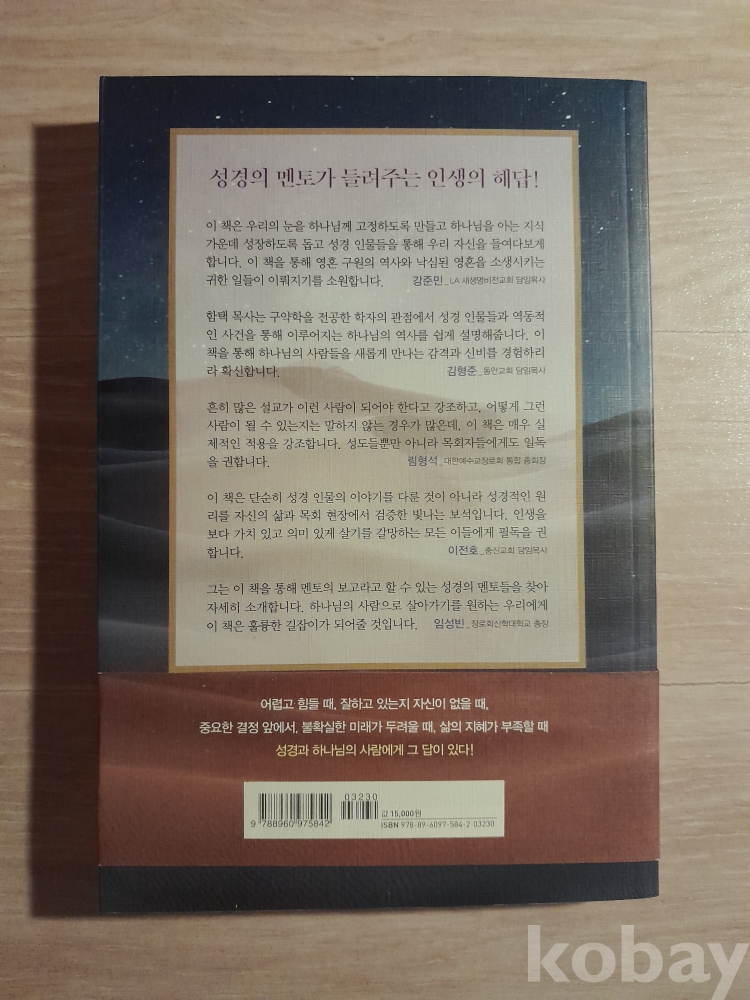 성경의 멘토가 들려주는 인생의 해답!
이 책은 우리의 눈을 하나님께 고정하도록 만들고 하나님을 아는 지식
가운데 성장하도록 돕고 성경 인물들을 통해 우리 자신을 들여다보게
합니다. 이 책을 통해 영혼 구원의 역사와 낙심된 영혼을 소생시키는
귀한 일들이 이뤄지기를 소원합니다. 강준민_LA 새생명비전교회 담임목사
함택 목사는 구약학을 전공한 학자의 관점에서 성경 인물들과 역동적
인 사건을 통해 이루어지는 하나님의 역사를 쉽게 설명해줍니다. 이
책을 통해 하나님의 사람들을 새롭게 만나는 감격과 신비를 경험하리
라 확신합니다. 김형준_동안교회 담임목사
흔히 많은 설교가 이런 사람이 되어야 한다고 강조하고, 어떻게 그런
사람이 될 수 있는지는 말하지 않는 경우가 많은데, 이 책은 매우 실
제적인 적용을 강조합니다. 성도들뿐만 아니라 목회자들에게도 일독
을 권합니다. 림형석_대한예수교장로회 통합 총회장
이 책은 단순히 성경 인물의 이야기를 다룬 것이 아니라 성경적인 원
리를 자신의 삶과 목회 현장에서 검증한 빛나는 보석입니다. 인생을
보다 가치 있고 의미 있게 살기를 갈망하는 모든 이들에게 필독을 권
합니다. 이전호_충신교회 담임목사
그는 이 책을 통해 멘토의 보고라고 할 수 있는 성경의 멘토들을 찾아
자세히 소개합니다. 하나님의 사람으로 살아가기를 원하는 우리에게
이 책은 훌륭한 길잡이가 되어줄 것입니다. 임성빈_장로회신학대학교 총장
어렵고 힘들 때, 잘하고 있는지 자신이 없을 때,
중요한 결정 앞에서, 불확실한 미래가 두려울 때, 삶의 지혜가 부족할 때
성경과 하나님의 사람에게 그 답이 있다!
03230
값 15,000원
9 788960 975842
ISBN 978-89-6097-584-2 03230
kobay